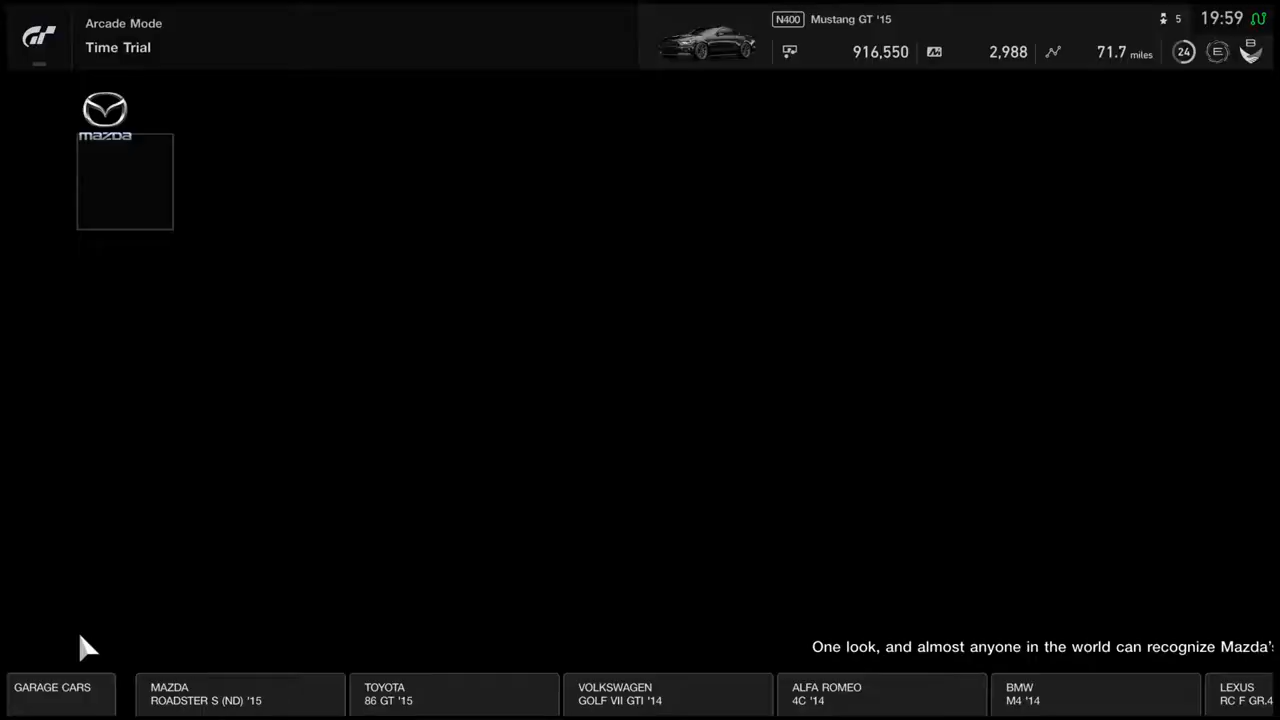 Arcade Mode
Time Trial
N400 Mustang GT '15
5
19:59
916,550
2,988
71.7 miles
24
E
B
mazda
One look, and almost anyone in the world can recognize Mazda's
GARAGE CARS
MAZDA
ROADSTER S (ND) '15
TOYOTA
86 GT '15
VOLKSWAGEN
GOLF VII GTI '14
ALFA ROMEO
4C '14
BMW
M4 '14
LEXUS
RC F GR.4